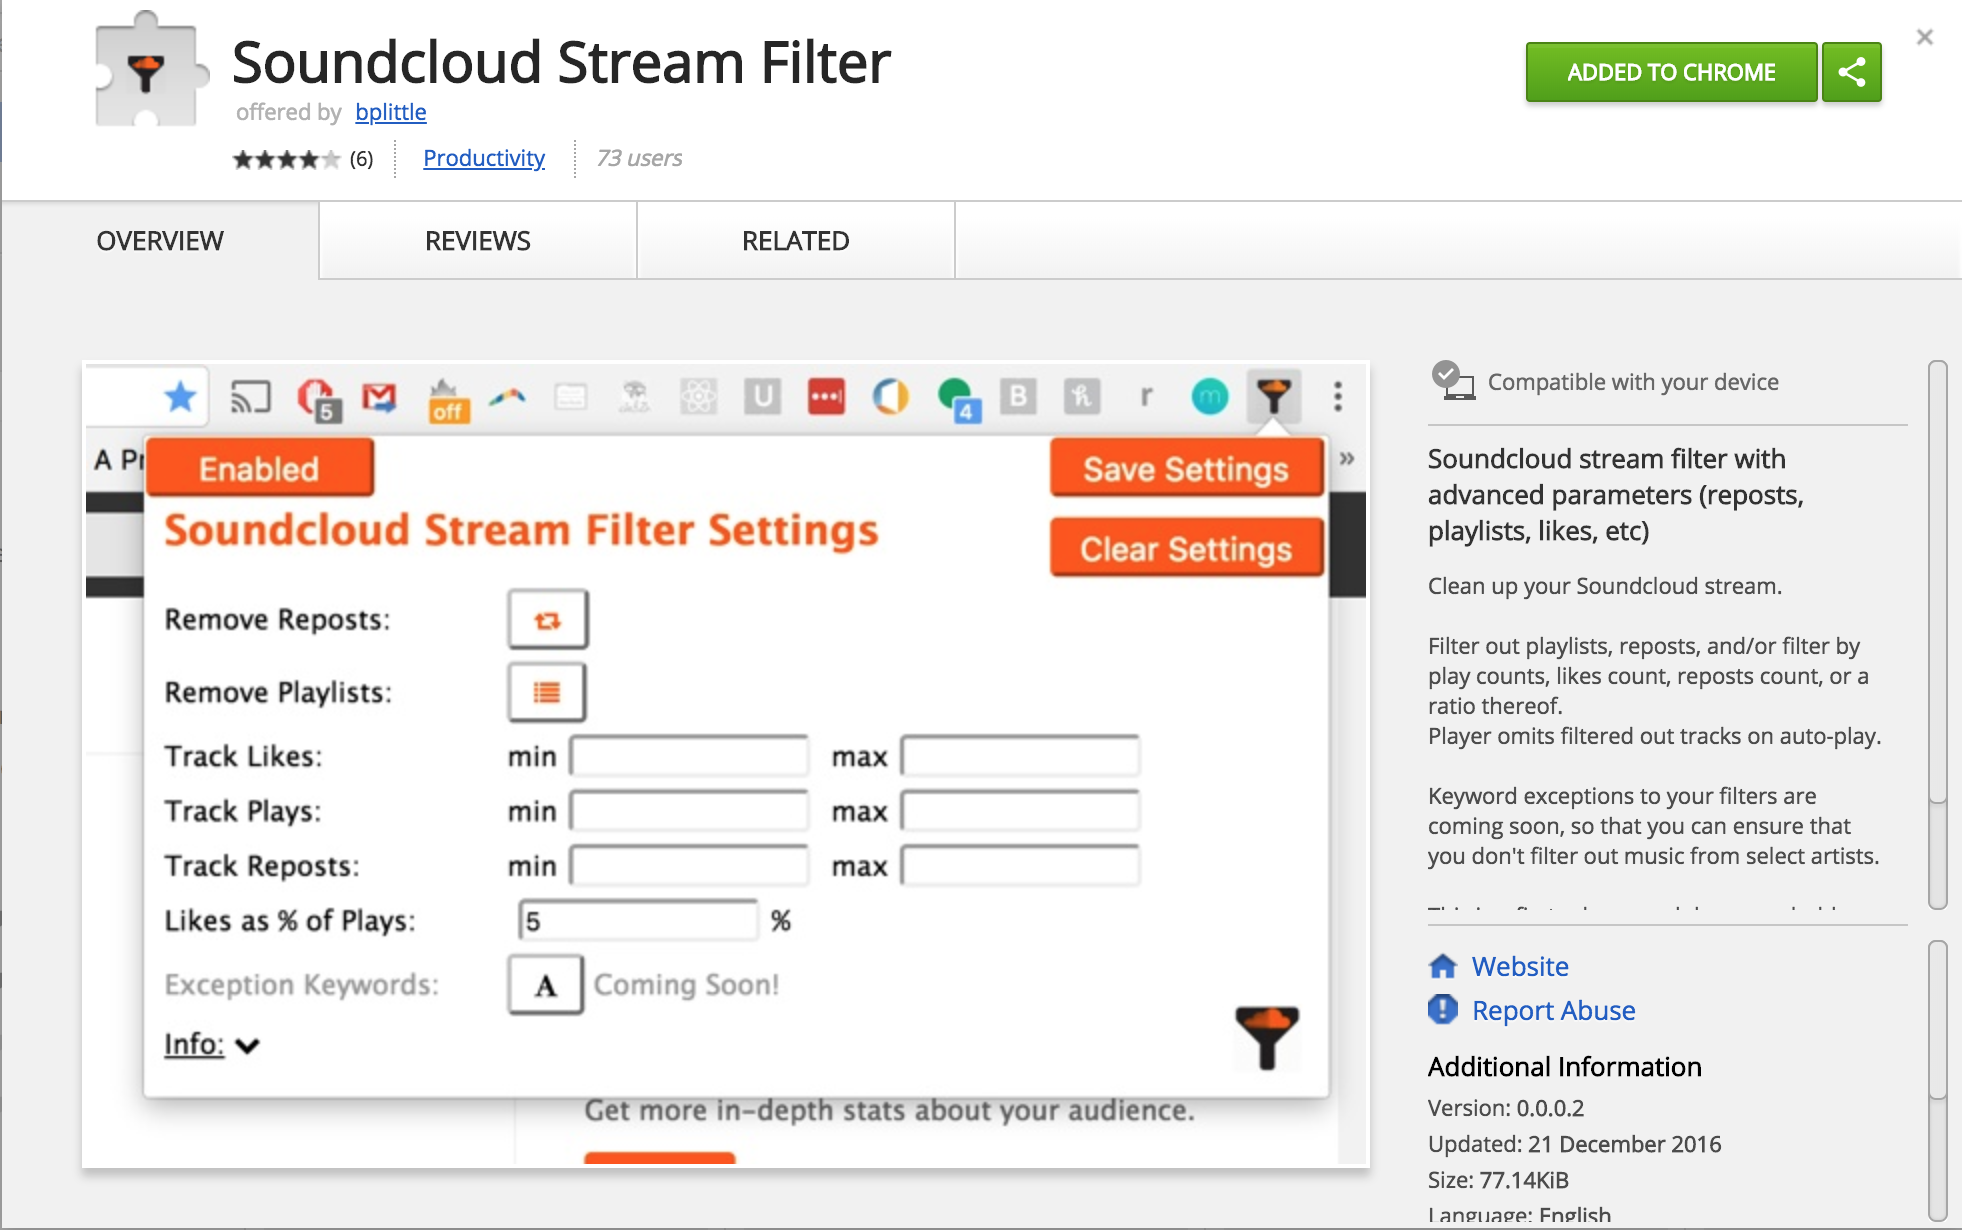 Soundcloud Stream Filter
offered by bplittle
(6) Productivity 73 users
ADDED TO CHROME
OVERVIEW REVIEWS RELATED
5 off U 4 B h r m
A Pr
»
Enabled
Save Settings
Soundcloud Stream Filter Settings
Clear Settings
Remove Reposts:
Remove Playlists:
Track Likes: min max
Track Plays: min max
Track Reposts: min max
Likes as % of Plays: 5 %
Exception Keywords: A Coming Soon!
Info:
Get more in-depth stats about your audience.
Compatible with your device
Soundcloud stream filter with
advanced parameters (reposts,
playlists, likes, etc)
Clean up your Soundcloud stream.
Filter out playlists, reposts, and/or filter by
play counts, likes count, reposts count, or a
ratio thereof.
Player omits filtered out tracks on auto-play.
Keyword exceptions to your filters are
coming soon, so that you can ensure that
you don't filter out music from select artists.
Website
Report Abuse
Additional Information
Version: 0.0.0.2
Updated: 21 December 2016
Size: 77.14KiB
Language: English